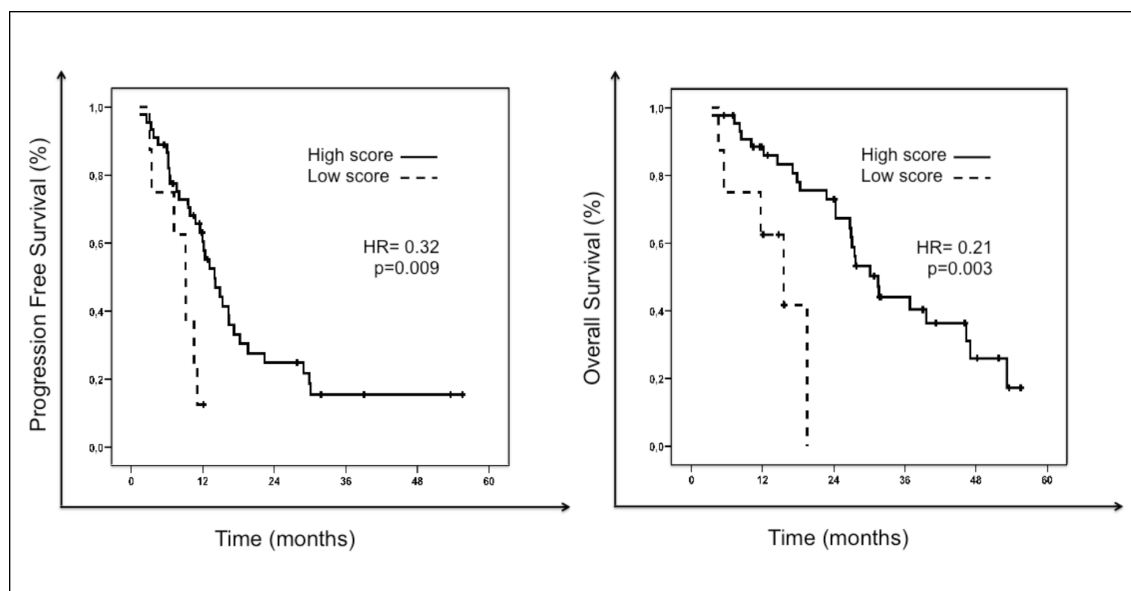 Progression Free Survival (%)
1,0
0,8
0,6
0,4
0,2
0,0
High score
Low score
HR= 0.32
p=0.009
0 12 24 36 48 60
Time (months)
Overall Survival (%)
1,0
0,8
0,6
0,4
0,2
0,0
High score
Low score
HR= 0.21
p=0.003
0 12 24 36 48 60
Time (months)